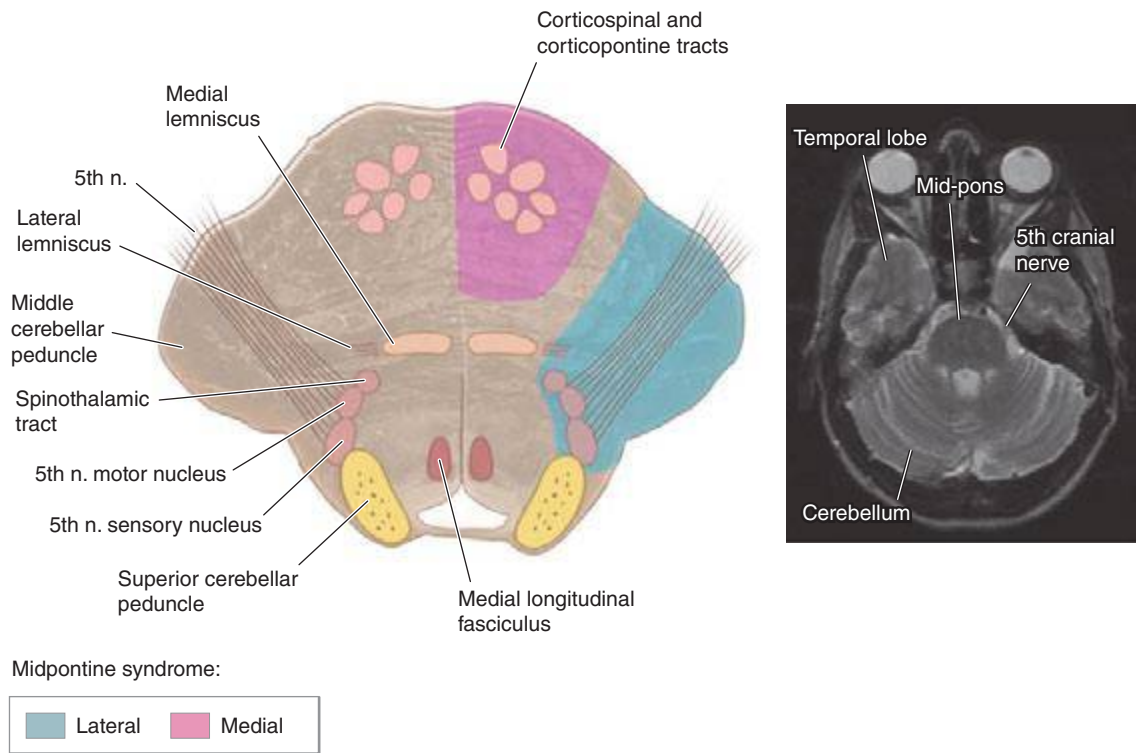 Corticospinal and
corticopontine tracts
Medial
lemniscus
5th n.
Lateral
lemniscus
Middle
cerebellar
peduncle
Spinothalamic
tract
5th n. motor nucleus
5th n. sensory nucleus
Superior cerebellar
peduncle
Medial longitudinal
fasciculus
Temporal lobe
Mid-pons
5th cranial
nerve
Cerebellum
Midpontine syndrome:
Lateral
Medial